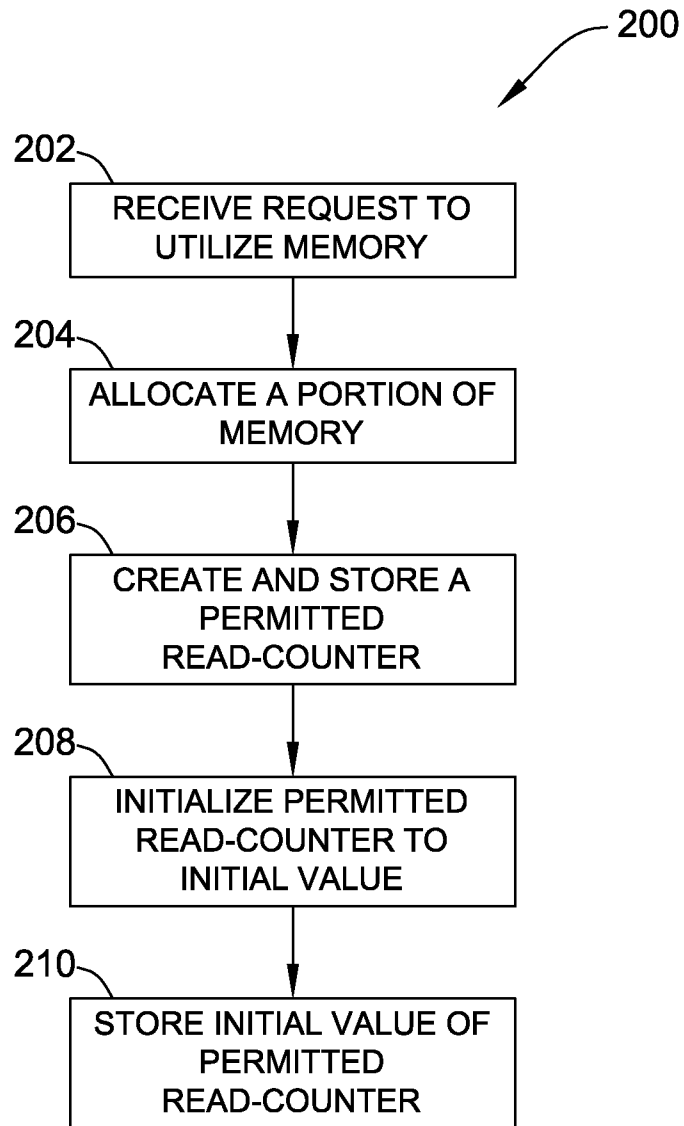 200
202
RECEIVE REQUEST TO
UTILIZE MEMORY
204
ALLOCATE A PORTION OF
MEMORY
206
CREATE AND STORE A
PERMITTED
READ-COUNTER
208
INITIALIZE PERMITTED
READ-COUNTER TO
INITIAL VALUE
210
STORE INITIAL VALUE OF
PERMITTED
READ-COUNTER